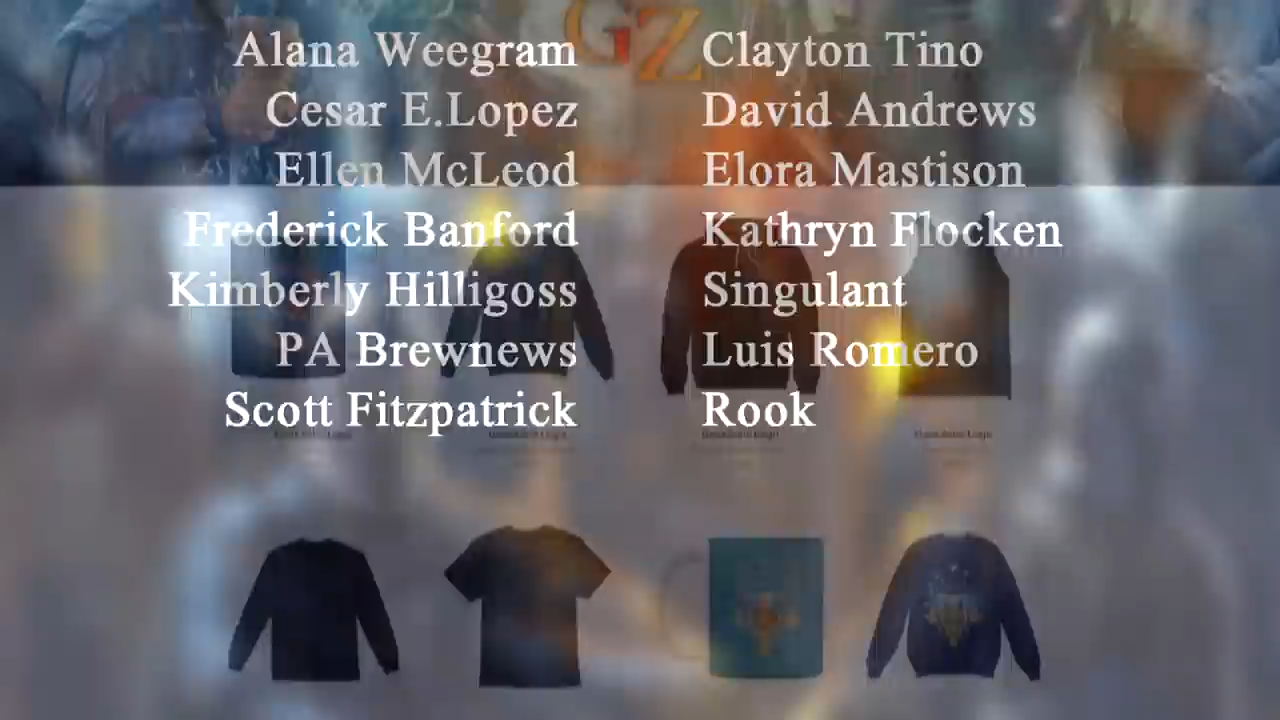 GZ
Alana Weegram
Clayton Tino
Cesar E.Lopez
David Andrews
Ellen McLeod
Elora Mastison
Frederick Banford
Kathryn Flocken
Kimberly Hilligoss
Singulant
PA Brewnews
Luis Romero
Scott Fitzpatrick
Rook